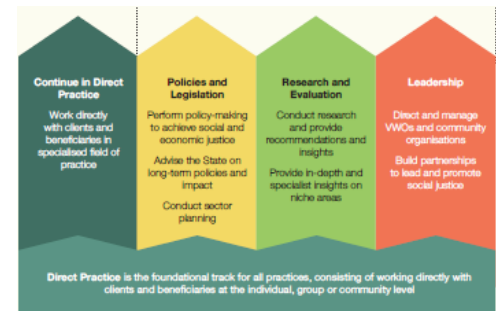 Continue in Direct
Practice
Work directly
with clients and
beneficiaries in
specialised field of
practice
Policies and
Legislation
Perform policy-making
to achieve social and
economic justice
Advise the State on
long-term policies and
impact
Conduct sector
planning
Research and
Evaluation
Conduct research
and provide
recommendations and
insights
Provide in-depth and
specialist insights on
niche areas
Leadership
Direct and manage
VWOs and community
organisations
Build partnerships
to lead and promote
social justice
Direct Practice is the foundational track for all practices, consisting of working directly with
clients and beneficiaries at the individual, group or community level